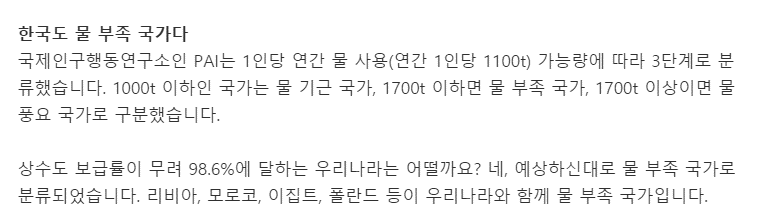 한국도 물 부족 국가다
국제인구행동연구소인 PAI는 1인당 연간 물 사용(연간 1인당 1100t) 가능량에 따라 3단계로 분
류했습니다. 1000t 이하인 국가는 물 기근 국가, 1700t 이하면 물 부족 국가, 1700t 이상이면 물
풍요 국가로 구분했습니다.
상수도 보급률이 무려 98.6%에 달하는 우리나라는 어떨까요? 네, 예상하신대로 물 부족 국가로
분류되었습니다. 리비아, 모로코, 이집트, 폴란드 등이 우리나라와 함께 물 부족 국가입니다.